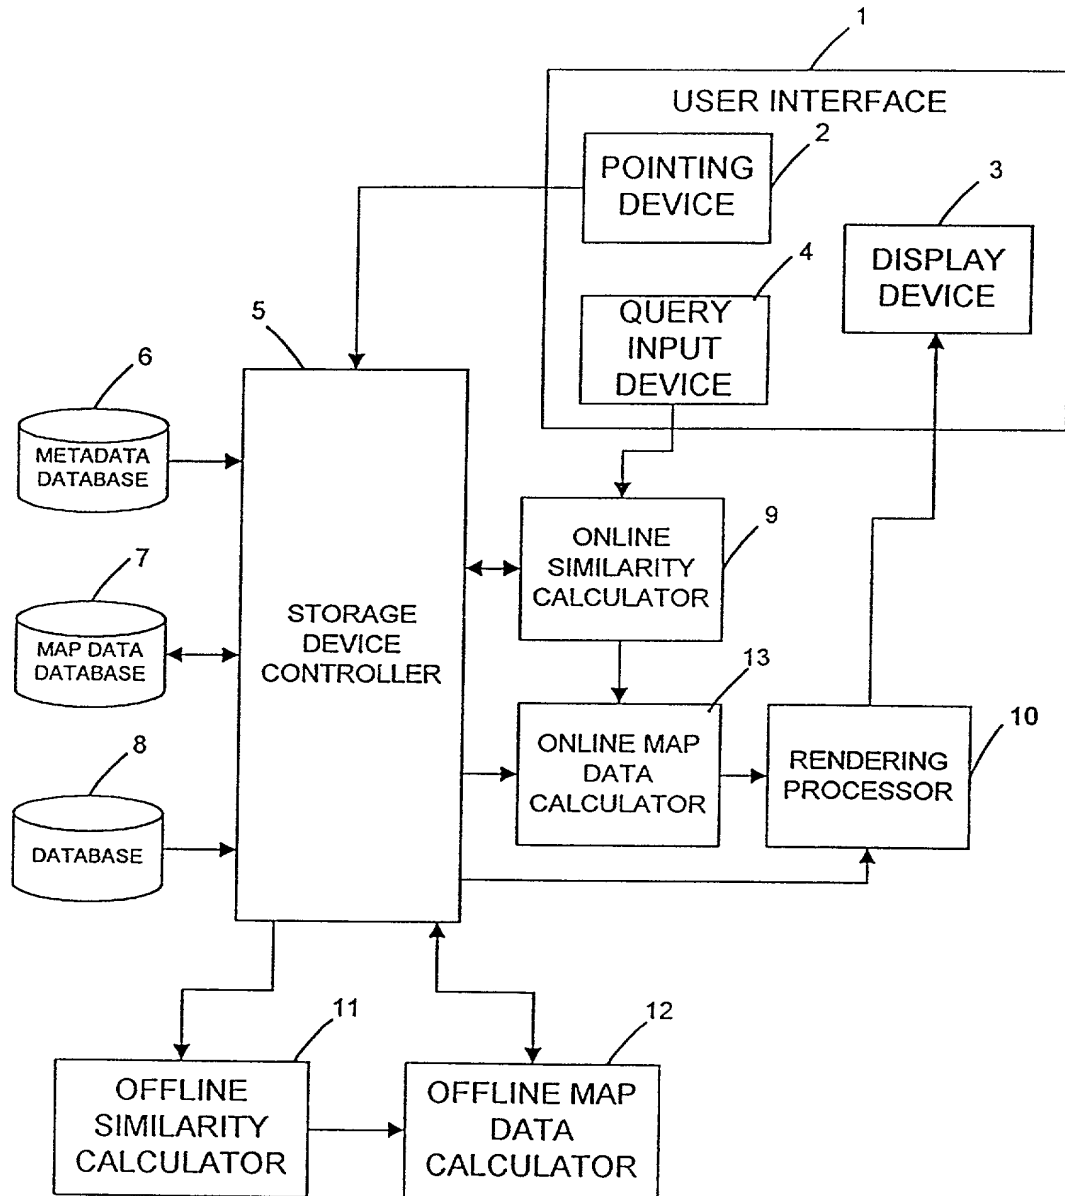 1
USER INTERFACE
2
POINTING
DEVICE
3
DISPLAY
DEVICE
4
QUERY
INPUT
DEVICE
5
STORAGE
DEVICE
CONTROLLER
6
METADATA
DATABASE
7
MAP DATA
DATABASE
8
DATABASE
9
ONLINE
SIMILARITY
CALCULATOR
13
ONLINE MAP
DATA
CALCULATOR
10
RENDERING
PROCESSOR
11
OFFLINE
SIMILARITY
CALCULATOR
12
OFFLINE MAP
DATA
CALCULATOR